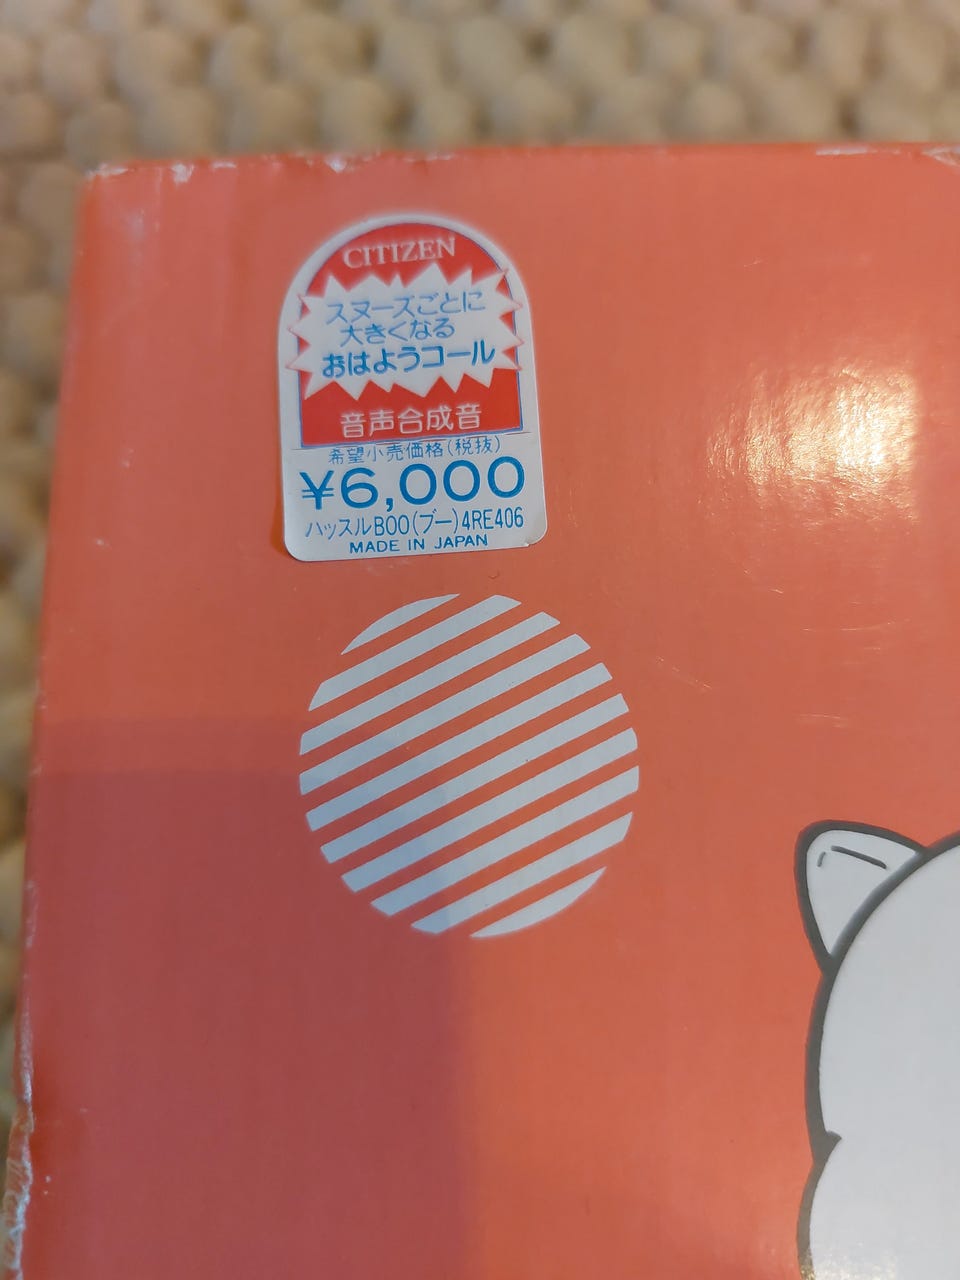 CITIZEN
スヌーズごとに
大きくなる
おはようコール
音声合成音
希望小売価格(税抜)
¥6,000
ハッスルBOO(ブー)4RE406
MADE IN JAPAN